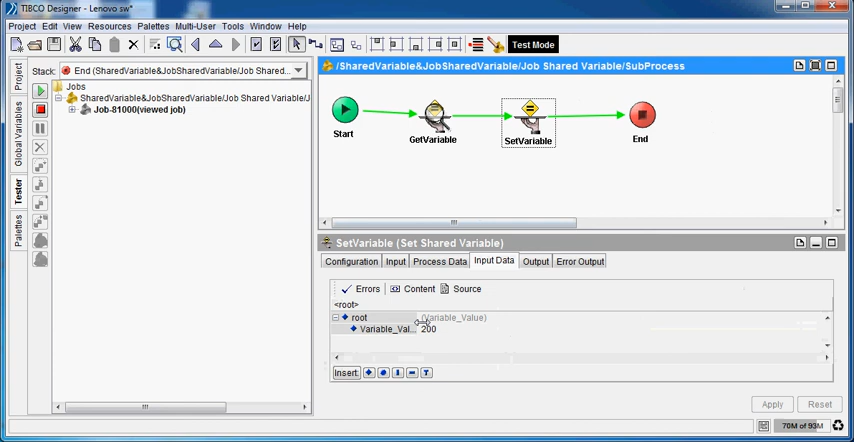 TIBCO Designer - Lenovo sw*
Project Edit View Resources Palettes Multi-User Tools Window Help
Test Mode
Project
Global Variables
Tester
Palettes
Stack: End (SharedVariable&JobSharedVariable/Job Shared...
Jobs
SharedVariable&JobSharedVariable/Job Shared Variable/J
Job-81000(viewed job)
/SharedVariable&JobSharedVariable/Job Shared Variable/SubProcess
Start
GetVariable
SetVariable
End
SetVariable (Set Shared Variable)
Configuration Input Process Data Input Data Output Error Output
Errors Content Source
<root>
root (Variable_Value)
Variable_Val... 200
Insert:
Apply Reset
70M of 93M